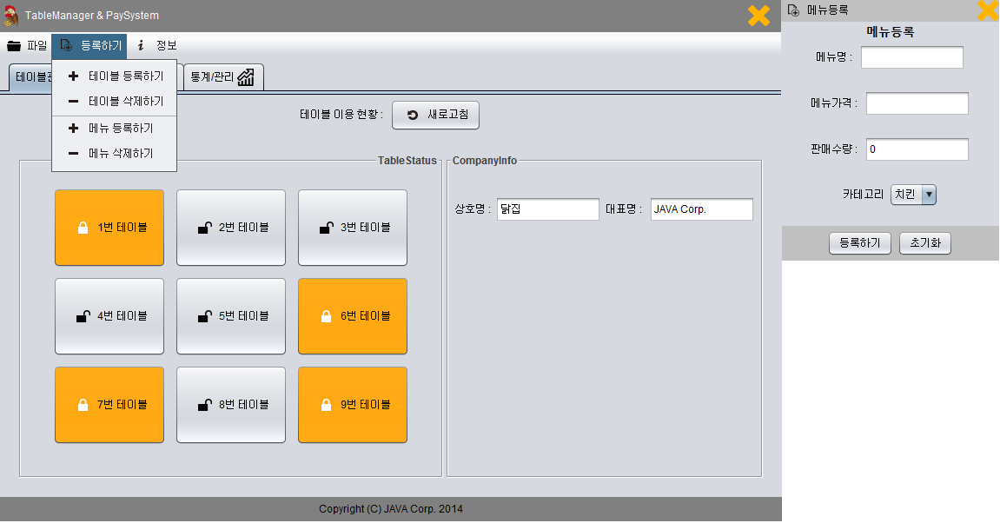 TableManager & PaySystem
파일 등록하기 정보
테이블 통계/관리
테이블 등록하기
테이블 삭제하기
메뉴 등록하기
메뉴 삭제하기
테이블 이용 현황 : 새로고침
TableStatus
1번 테이블 2번 테이블 3번 테이블
4번 테이블 5번 테이블 6번 테이블
7번 테이블 8번 테이블 9번 테이블
CompanyInfo
상호명 : 닭집 대표명 : JAVA Corp.
Copyright (C) JAVA Corp. 2014
메뉴등록
메뉴등록
메뉴명 :
메뉴가격 :
판매수량 : 0
카테고리 치킨
등록하기 초기화